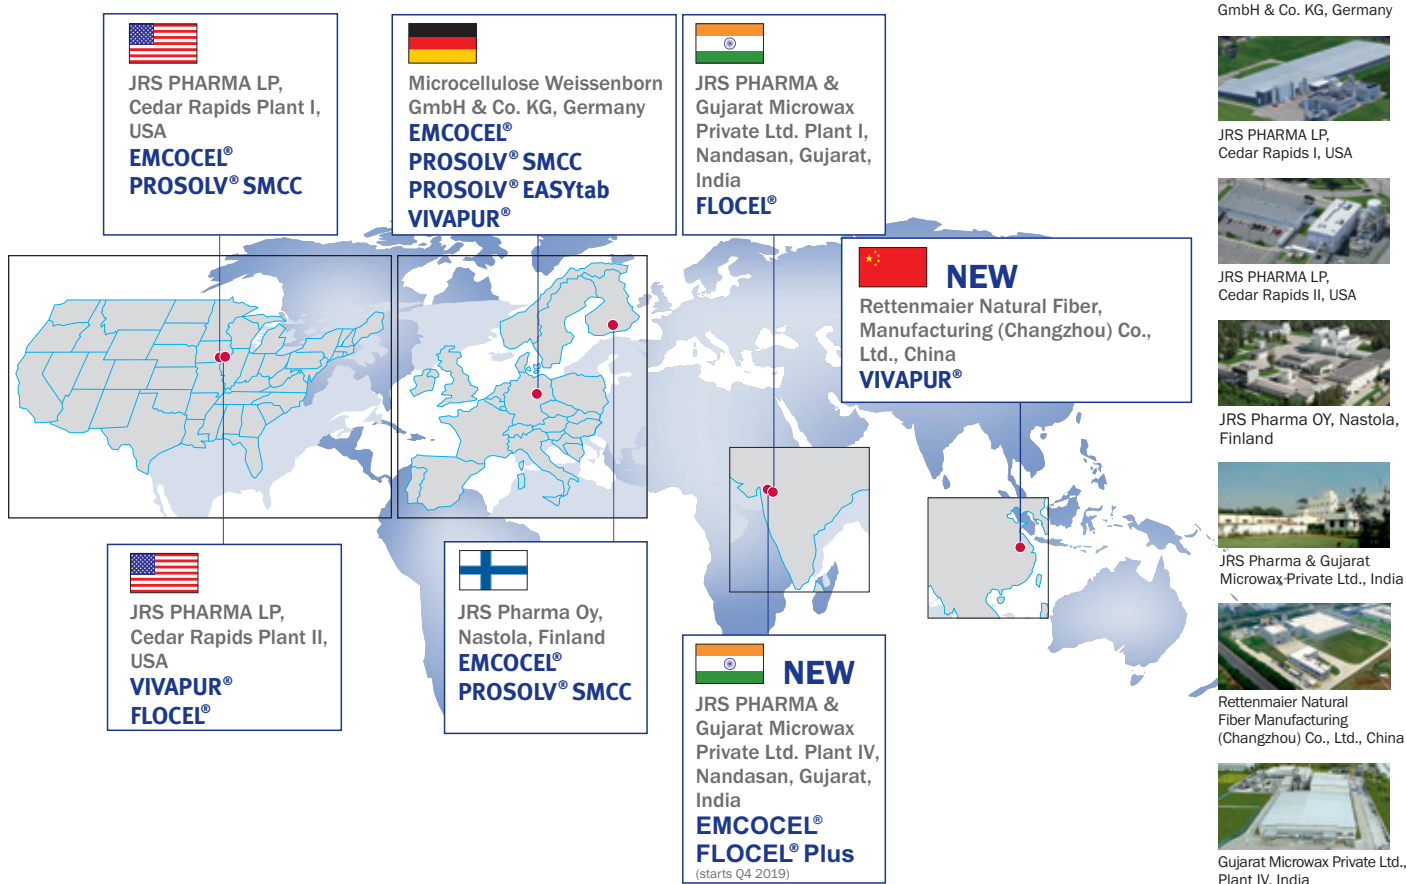 JRS PHARMA LP,
Cedar Rapids Plant I,
USA
EMCOCEL®
PROSOLV® SMCC
Microcellulose Weissenborn
GmbH & Co. KG, Germany
EMCOCEL®
PROSOLV® SMCC
PROSOLV® EASYtab
VIVAPUR®
JRS PHARMA &
Gujarat Microwax
Private Ltd. Plant I,
Nandasan, Gujarat,
India
FLOCEL®
NEW
Rettenmaier Natural Fiber,
Manufacturing (Changzhou) Co.,
Ltd., China
VIVAPUR®
JRS PHARMA LP,
Cedar Rapids Plant II,
USA
VIVAPUR®
FLOCEL®
JRS Pharma Oy,
Nastola, Finland
EMCOCEL®
PROSOLV® SMCC
NEW
JRS PHARMA &
Gujarat Microwax
Private Ltd. Plant IV,
Nandasan, Gujarat,
India
EMCOCEL®
FLOCEL® Plus
(starts Q4 2019)
GmbH & Co. KG, Germany
JRS PHARMA LP,
Cedar Rapids I, USA
JRS PHARMA LP,
Cedar Rapids II, USA
JRS Pharma OY, Nastola,
Finland
JRS Pharma & Gujarat
Microwax Private Ltd., India
Rettenmaier Natural
Fiber Manufacturing
(Changzhou) Co., Ltd., China
Gujarat Microwax Private Ltd.,
Plant IV, India